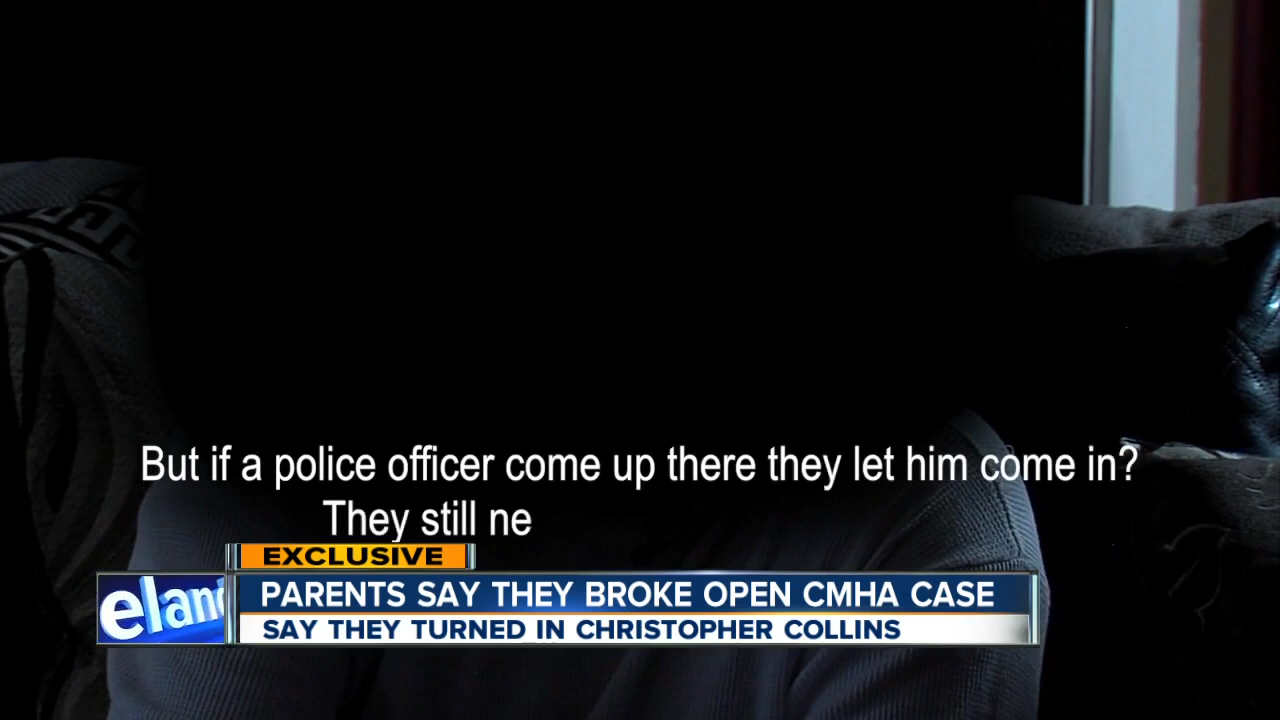 But if a police officer come up there they let him come in?
They still ne
EXCLUSIVE
eland
PARENTS SAY THEY BROKE OPEN CMHA CASE
SAY THEY TURNED IN CHRISTOPHER COLLINS